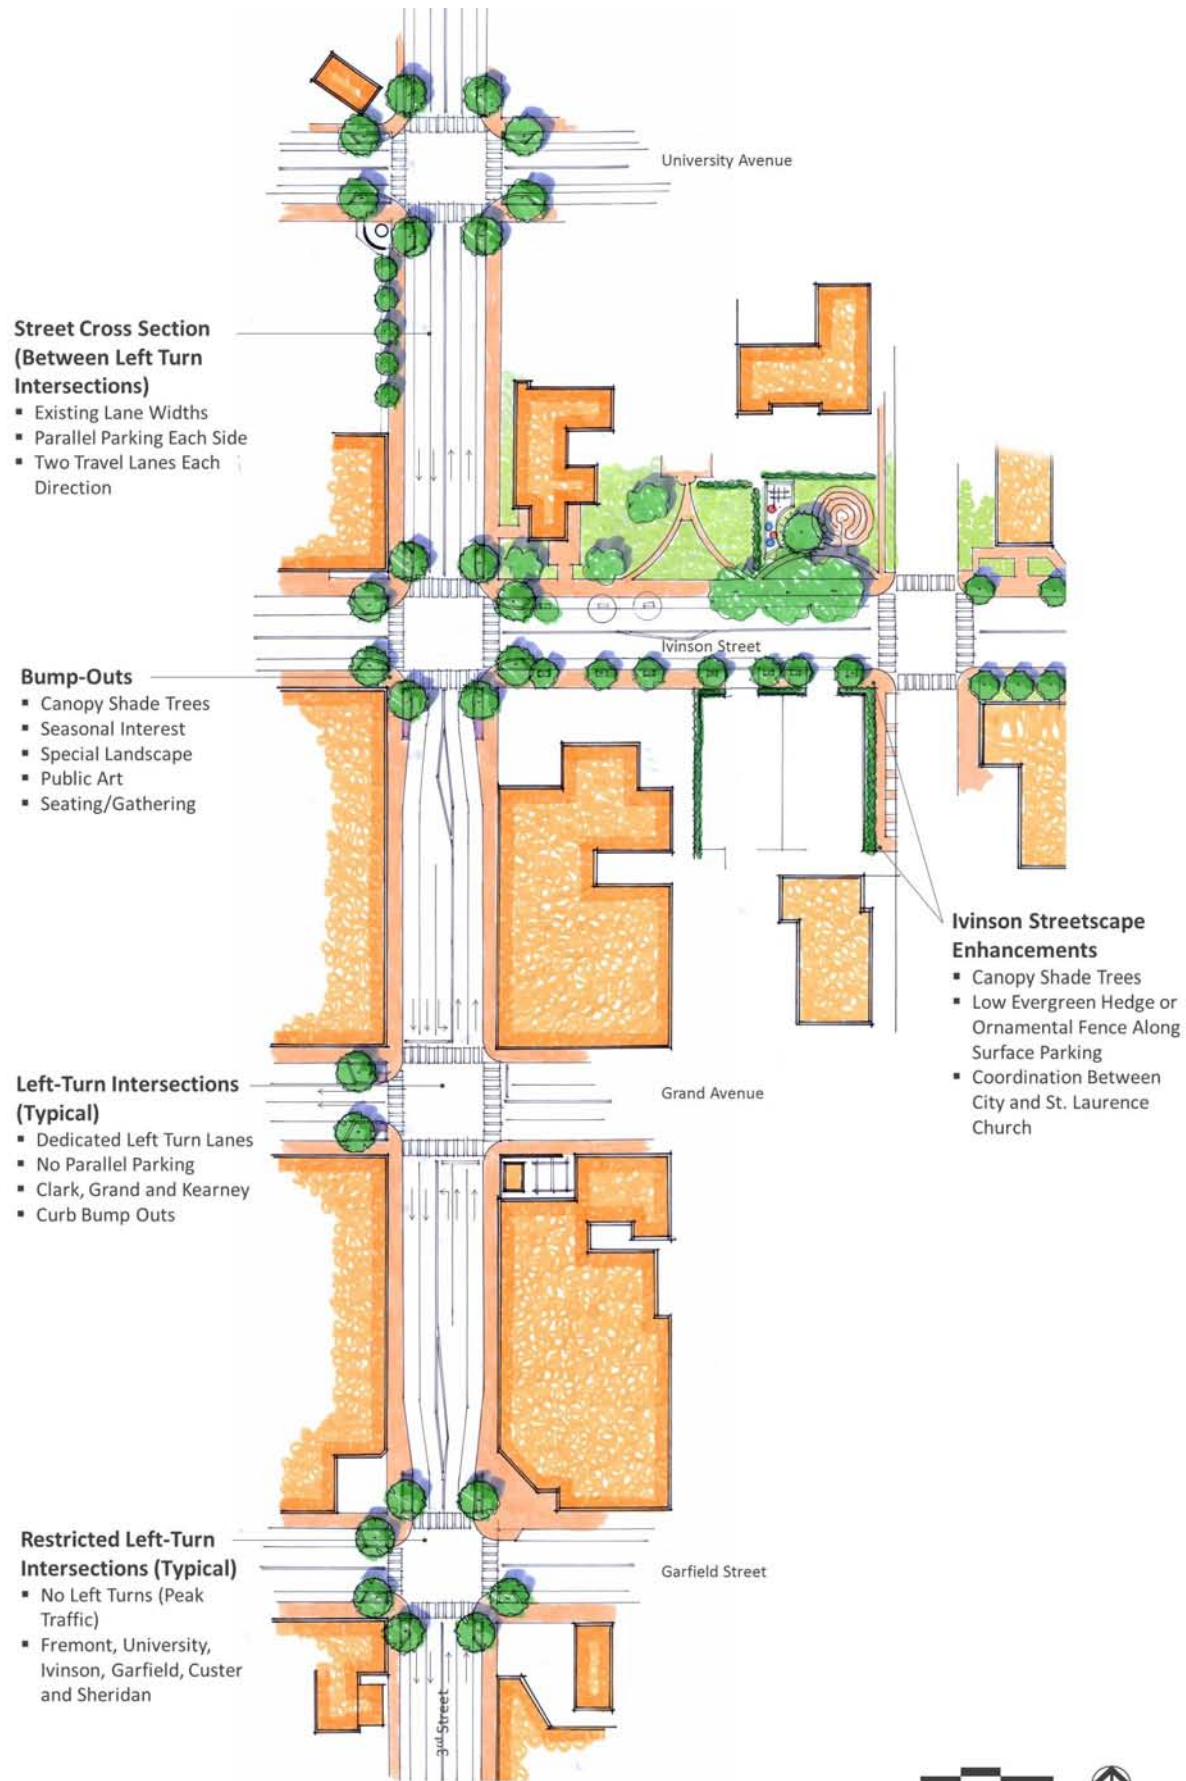 University Avenue
Street Cross Section
(Between Left Turn
Intersections)
▪ Existing Lane Widths
▪ Parallel Parking Each Side
▪ Two Travel Lanes Each
Direction
Ivinson Street
Bump-Outs
▪ Canopy Shade Trees
▪ Seasonal Interest
▪ Special Landscape
▪ Public Art
▪ Seating/Gathering
Ivinson Streetscape
Enhancements
▪ Canopy Shade Trees
▪ Low Evergreen Hedge or
Ornamental Fence Along
Surface Parking
▪ Coordination Between
City and St. Laurence
Church
Left-Turn Intersections
(Typical)
▪ Dedicated Left Turn Lanes
▪ No Parallel Parking
▪ Clark, Grand and Kearney
▪ Curb Bump Outs
Grand Avenue
Restricted Left-Turn
Intersections (Typical)
▪ No Left Turns (Peak
Traffic)
▪ Fremont, University,
Ivinson, Garfield, Custer
and Sheridan
Garfield Street
3rd Street